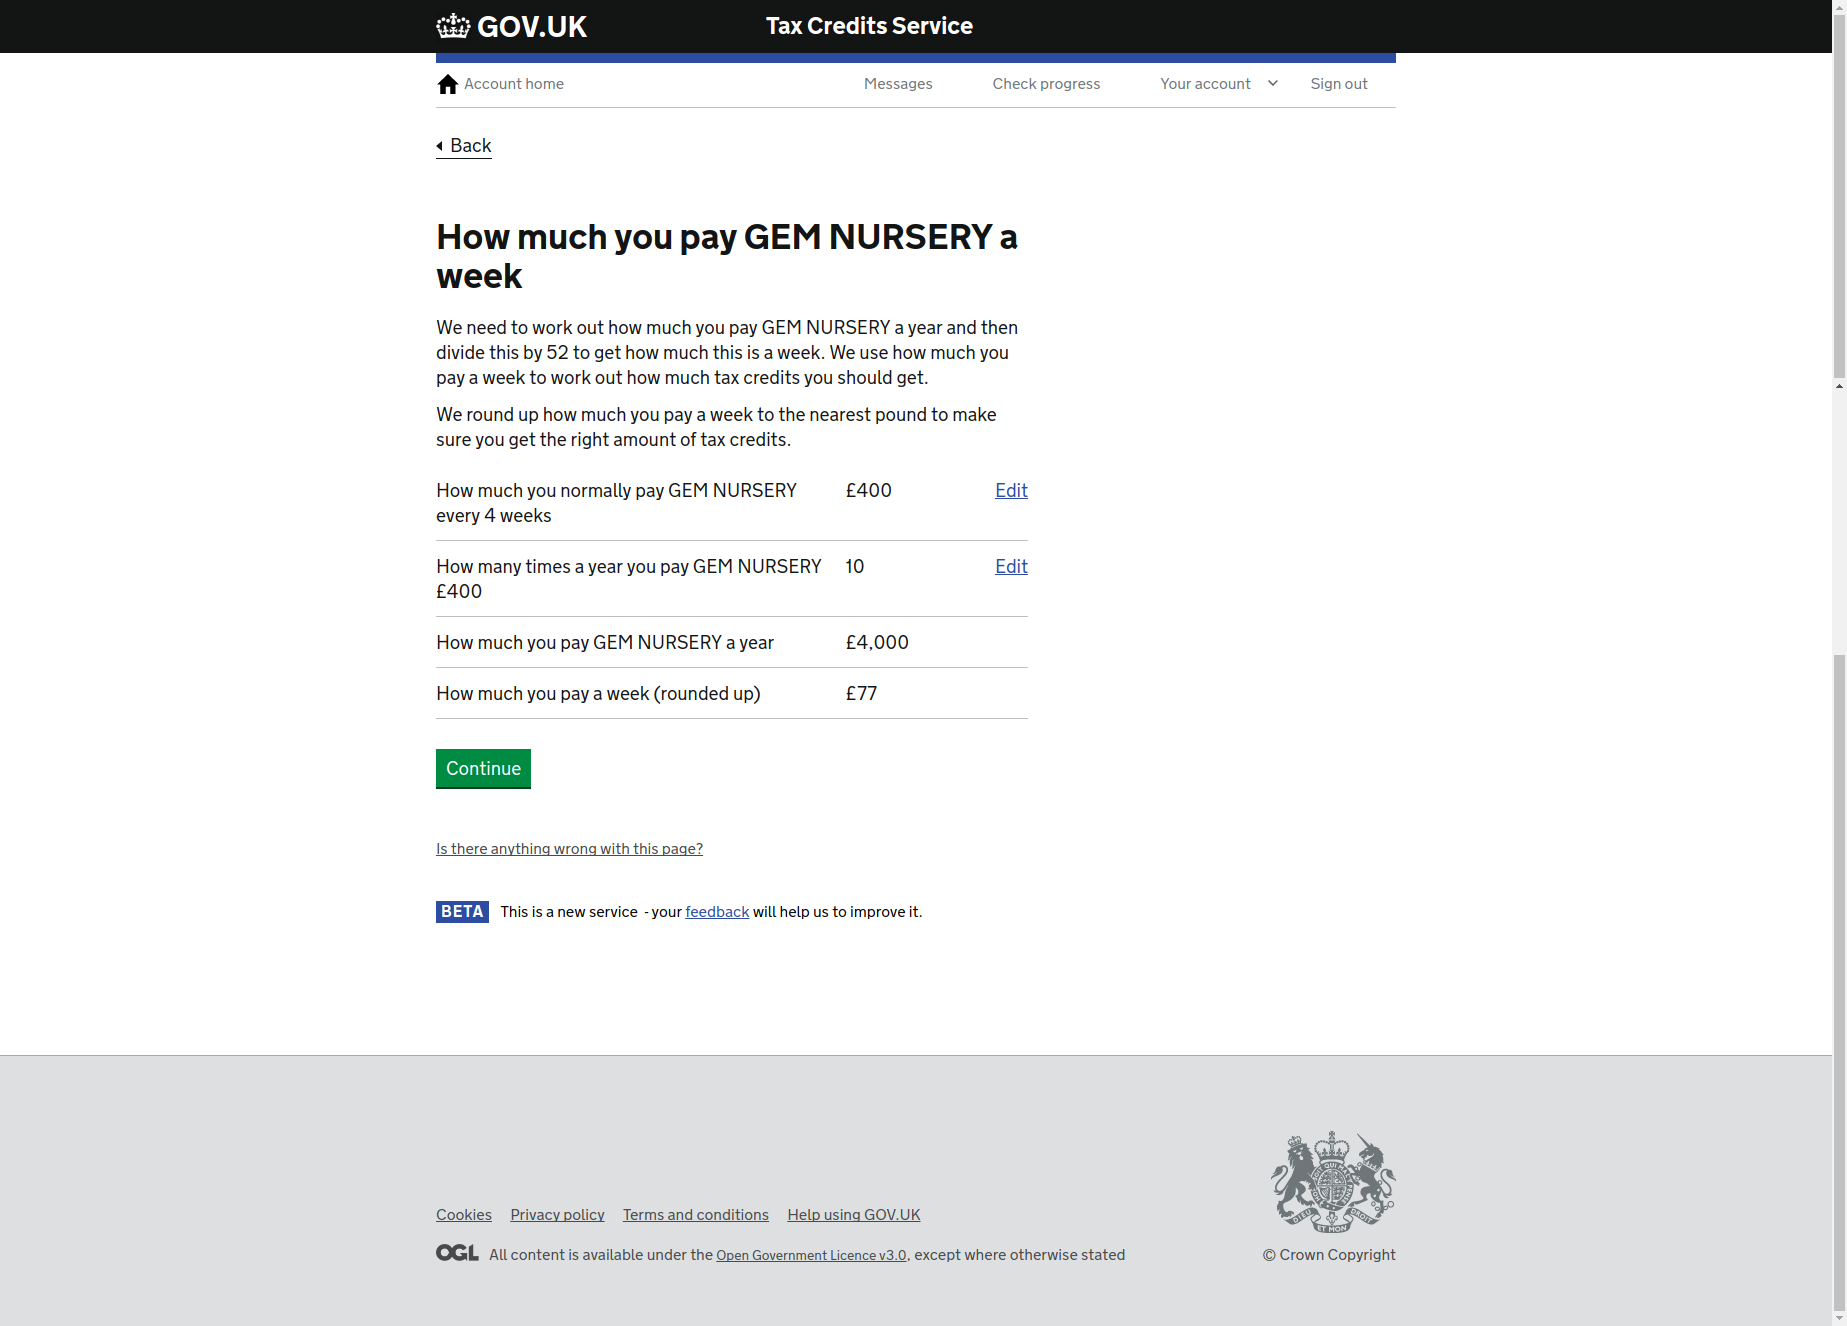 GOV.UK
Tax Credits Service
Account home
Messages
Check progress
Your account
Sign out
Back
How much you pay GEM NURSERY a
week
We need to work out how much you pay GEM NURSERY a year and then
divide this by 52 to get how much this is a week. We use how much you
pay a week to work out how much tax credits you should get.
We round up how much you pay a week to the nearest pound to make
sure you get the right amount of tax credits.
How much you normally pay GEM NURSERY £400 Edit
every 4 weeks
How many times a year you pay GEM NURSERY 10 Edit
£400
How much you pay GEM NURSERY a year £4,000
How much you pay a week (rounded up) £77
Continue
Is there anything wrong with this page?
BETA This is a new service - your feedback will help us to improve it.
Cookies Privacy policy Terms and conditions Help using GOV.UK
OGL All content is available under the Open Government Licence v3.0, except where otherwise stated
DIEU ET MON DROIT
© Crown Copyright